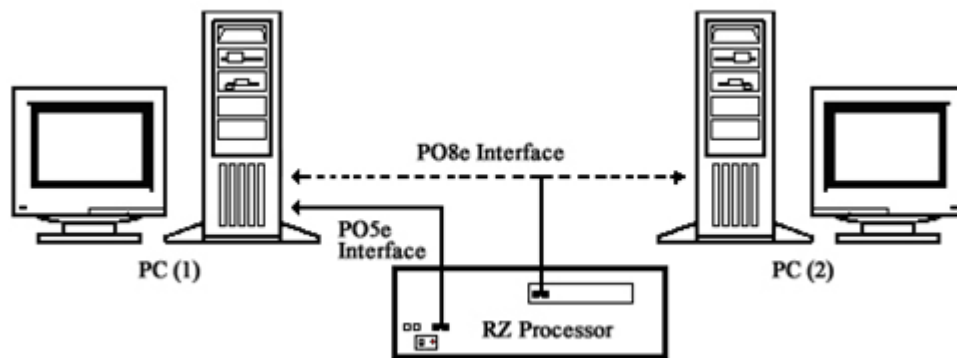 PO8e Interface
PO5e
Interface
PC (1)
PC (2)
RZ Processor